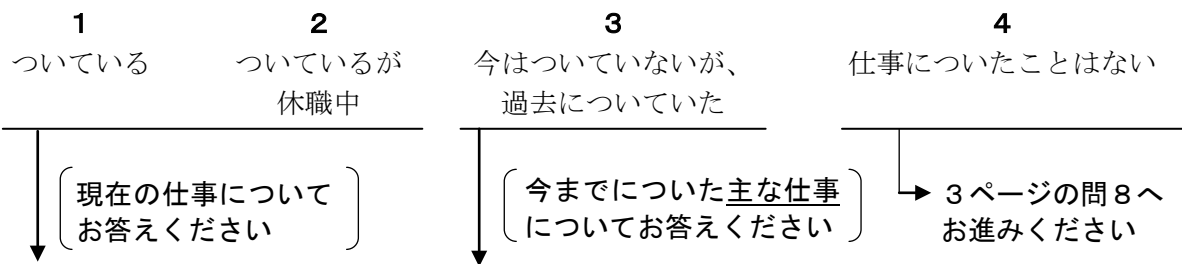 1 2 3 4
ついている ついているが 今はついていないが、 仕事についたことはない
休職中 過去についていた
現在の仕事について 今までについた主な仕事 3ページの問8へ
お答えください についてお答えください お進みください